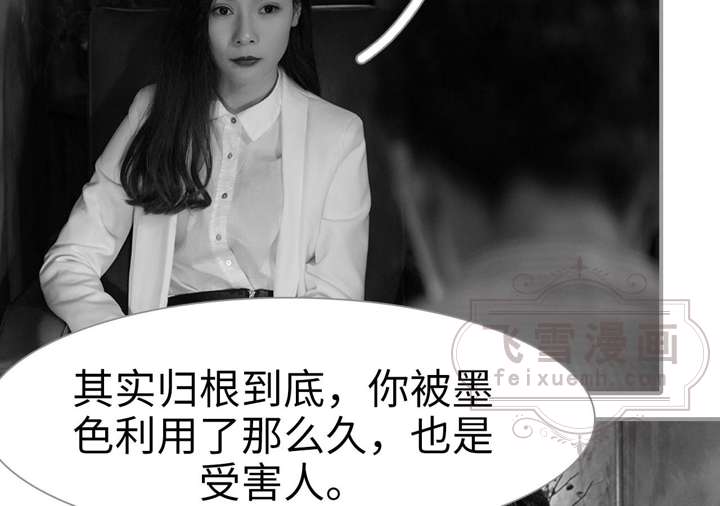 飞雪漫画
feixuemh.com
其实归根到底，你被墨
色利用了那么久，也是
受害人。